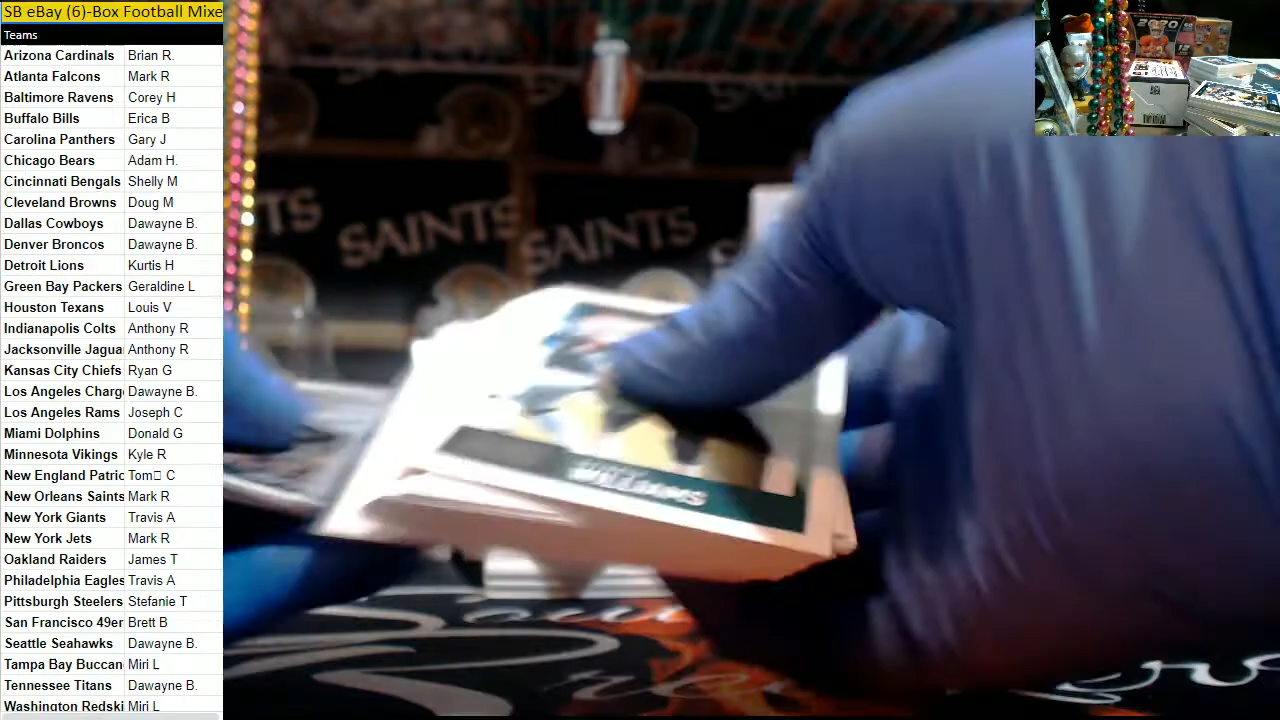 SB eBay (6)-Box Football Mixe
Teams
Arizona Cardinals Brian R.
Atlanta Falcons Mark R
Baltimore Ravens Corey H
Buffalo Bills Erica B
Carolina Panthers Gary J
Chicago Bears Adam H.
Cincinnati Bengals Shelly M
Cleveland Browns Doug M
Dallas Cowboys Dawayne B.
Denver Broncos Dawayne B.
Detroit Lions Kurtis H
Green Bay Packers Geraldine L
Houston Texans Louis V
Indianapolis Colts Anthony R
Jacksonville Jagua Anthony R
Kansas City Chiefs Ryan G
Los Angeles Charg Dawayne B.
Los Angeles Rams Joseph C
Miami Dolphins Donald G
Minnesota Vikings Kyle R
New England Patric Tom C
New Orleans Saints Mark R
New York Giants Travis A
New York Jets Mark R
Oakland Raiders James T
Philadelphia Eagles Travis A
Pittsburgh Steelers Stefanie T
San Francisco 49er Brett B
Seattle Seahawks Dawayne B.
Tampa Bay Buccan Miri L
Tennessee Titans Dawayne B.
Washington Redski Miri L
2020
SAINTS
SAINTS
WILLIAMS